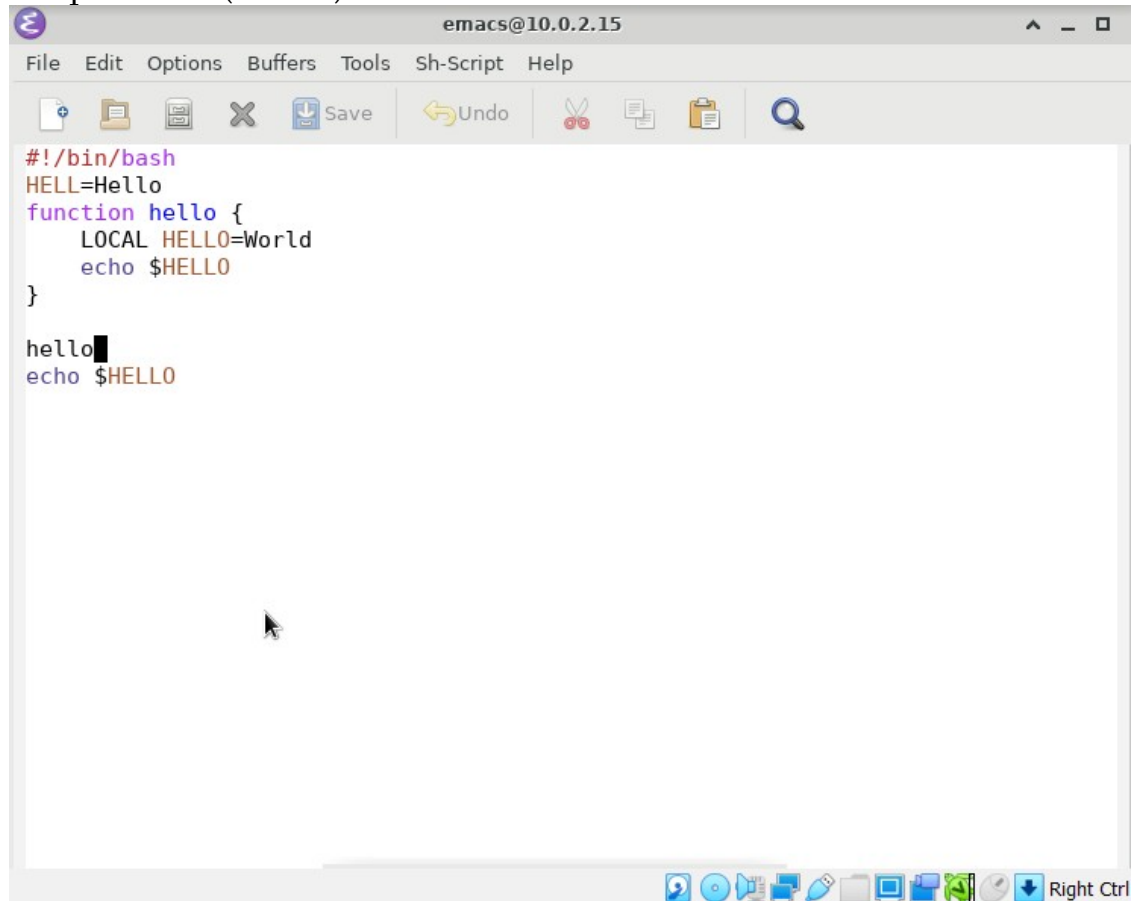 emacs@10.0.2.15
File Edit Options Buffers Tools Sh-Script Help
Save Undo
#!/bin/bash
HELL=Hello
function hello {
    LOCAL HELLO=World
    echo $HELLO
}
hello
echo $HELLO
Right Ctrl